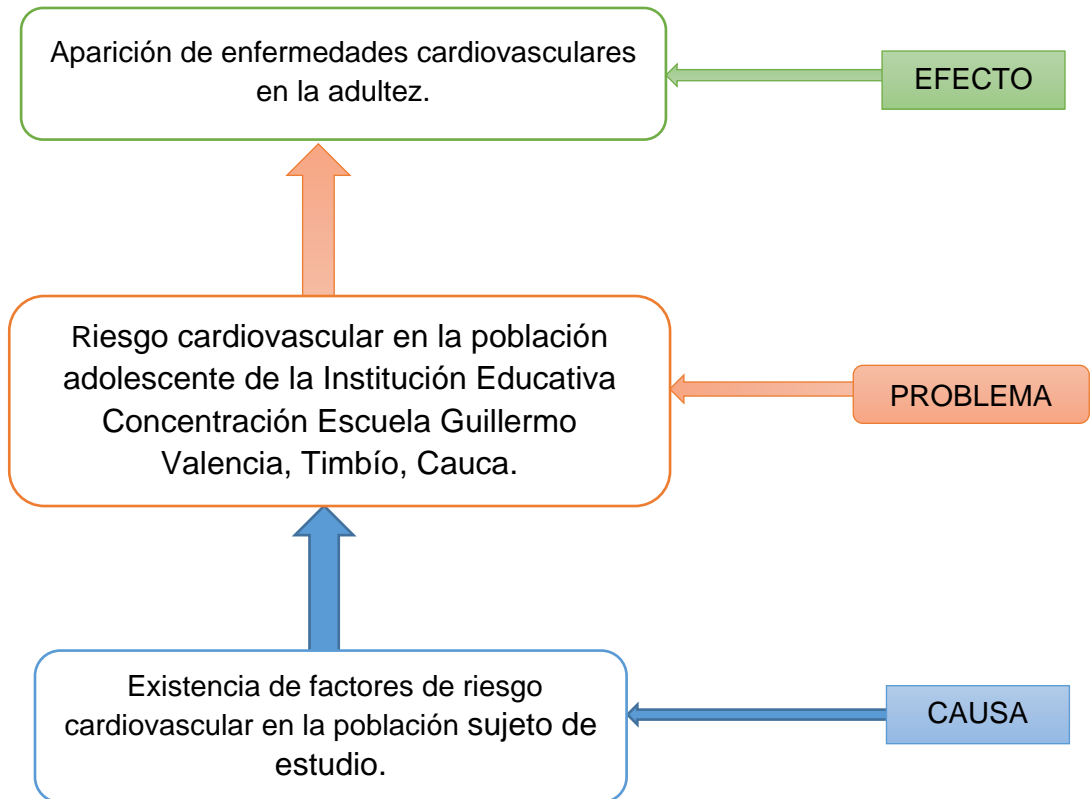 Aparición de enfermedades cardiovasculares
en la adultez.
EFECTO
Riesgo cardiovascular en la población
adolescente de la Institución Educativa
Concentración Escuela Guillermo
Valencia, Timbío, Cauca.
PROBLEMA
Existencia de factores de riesgo
cardiovascular en la población sujeto de
estudio.
CAUSA